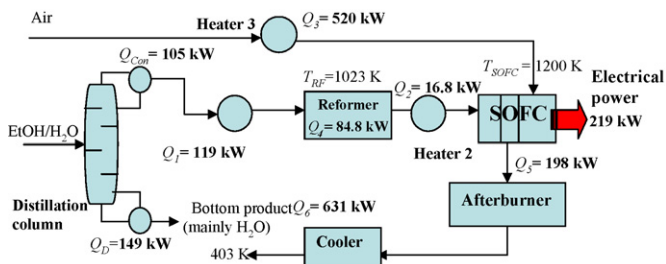 Air
Heater 3
Q3= 520 kW
QCon= 105 kW
TSOFC = 1200 K
TRF=1023 K
Q2= 16.8 kW
Electrical
power
219 kW
Reformer
Q4= 84.8 kW
SOFC
EtOH/H2O
Q1= 119 kW
Heater 2
Q5= 198 kW
Distillation
column
Bottom product
(mainly H2O)
Q6= 631 kW
Afterburner
QD=149 kW
403 K
Cooler